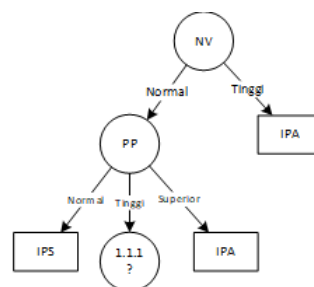 NV
Normal
Tinggi
PP
IPA
Normal
Tinggi
Superior
IPS
1.1.1
?
IPA